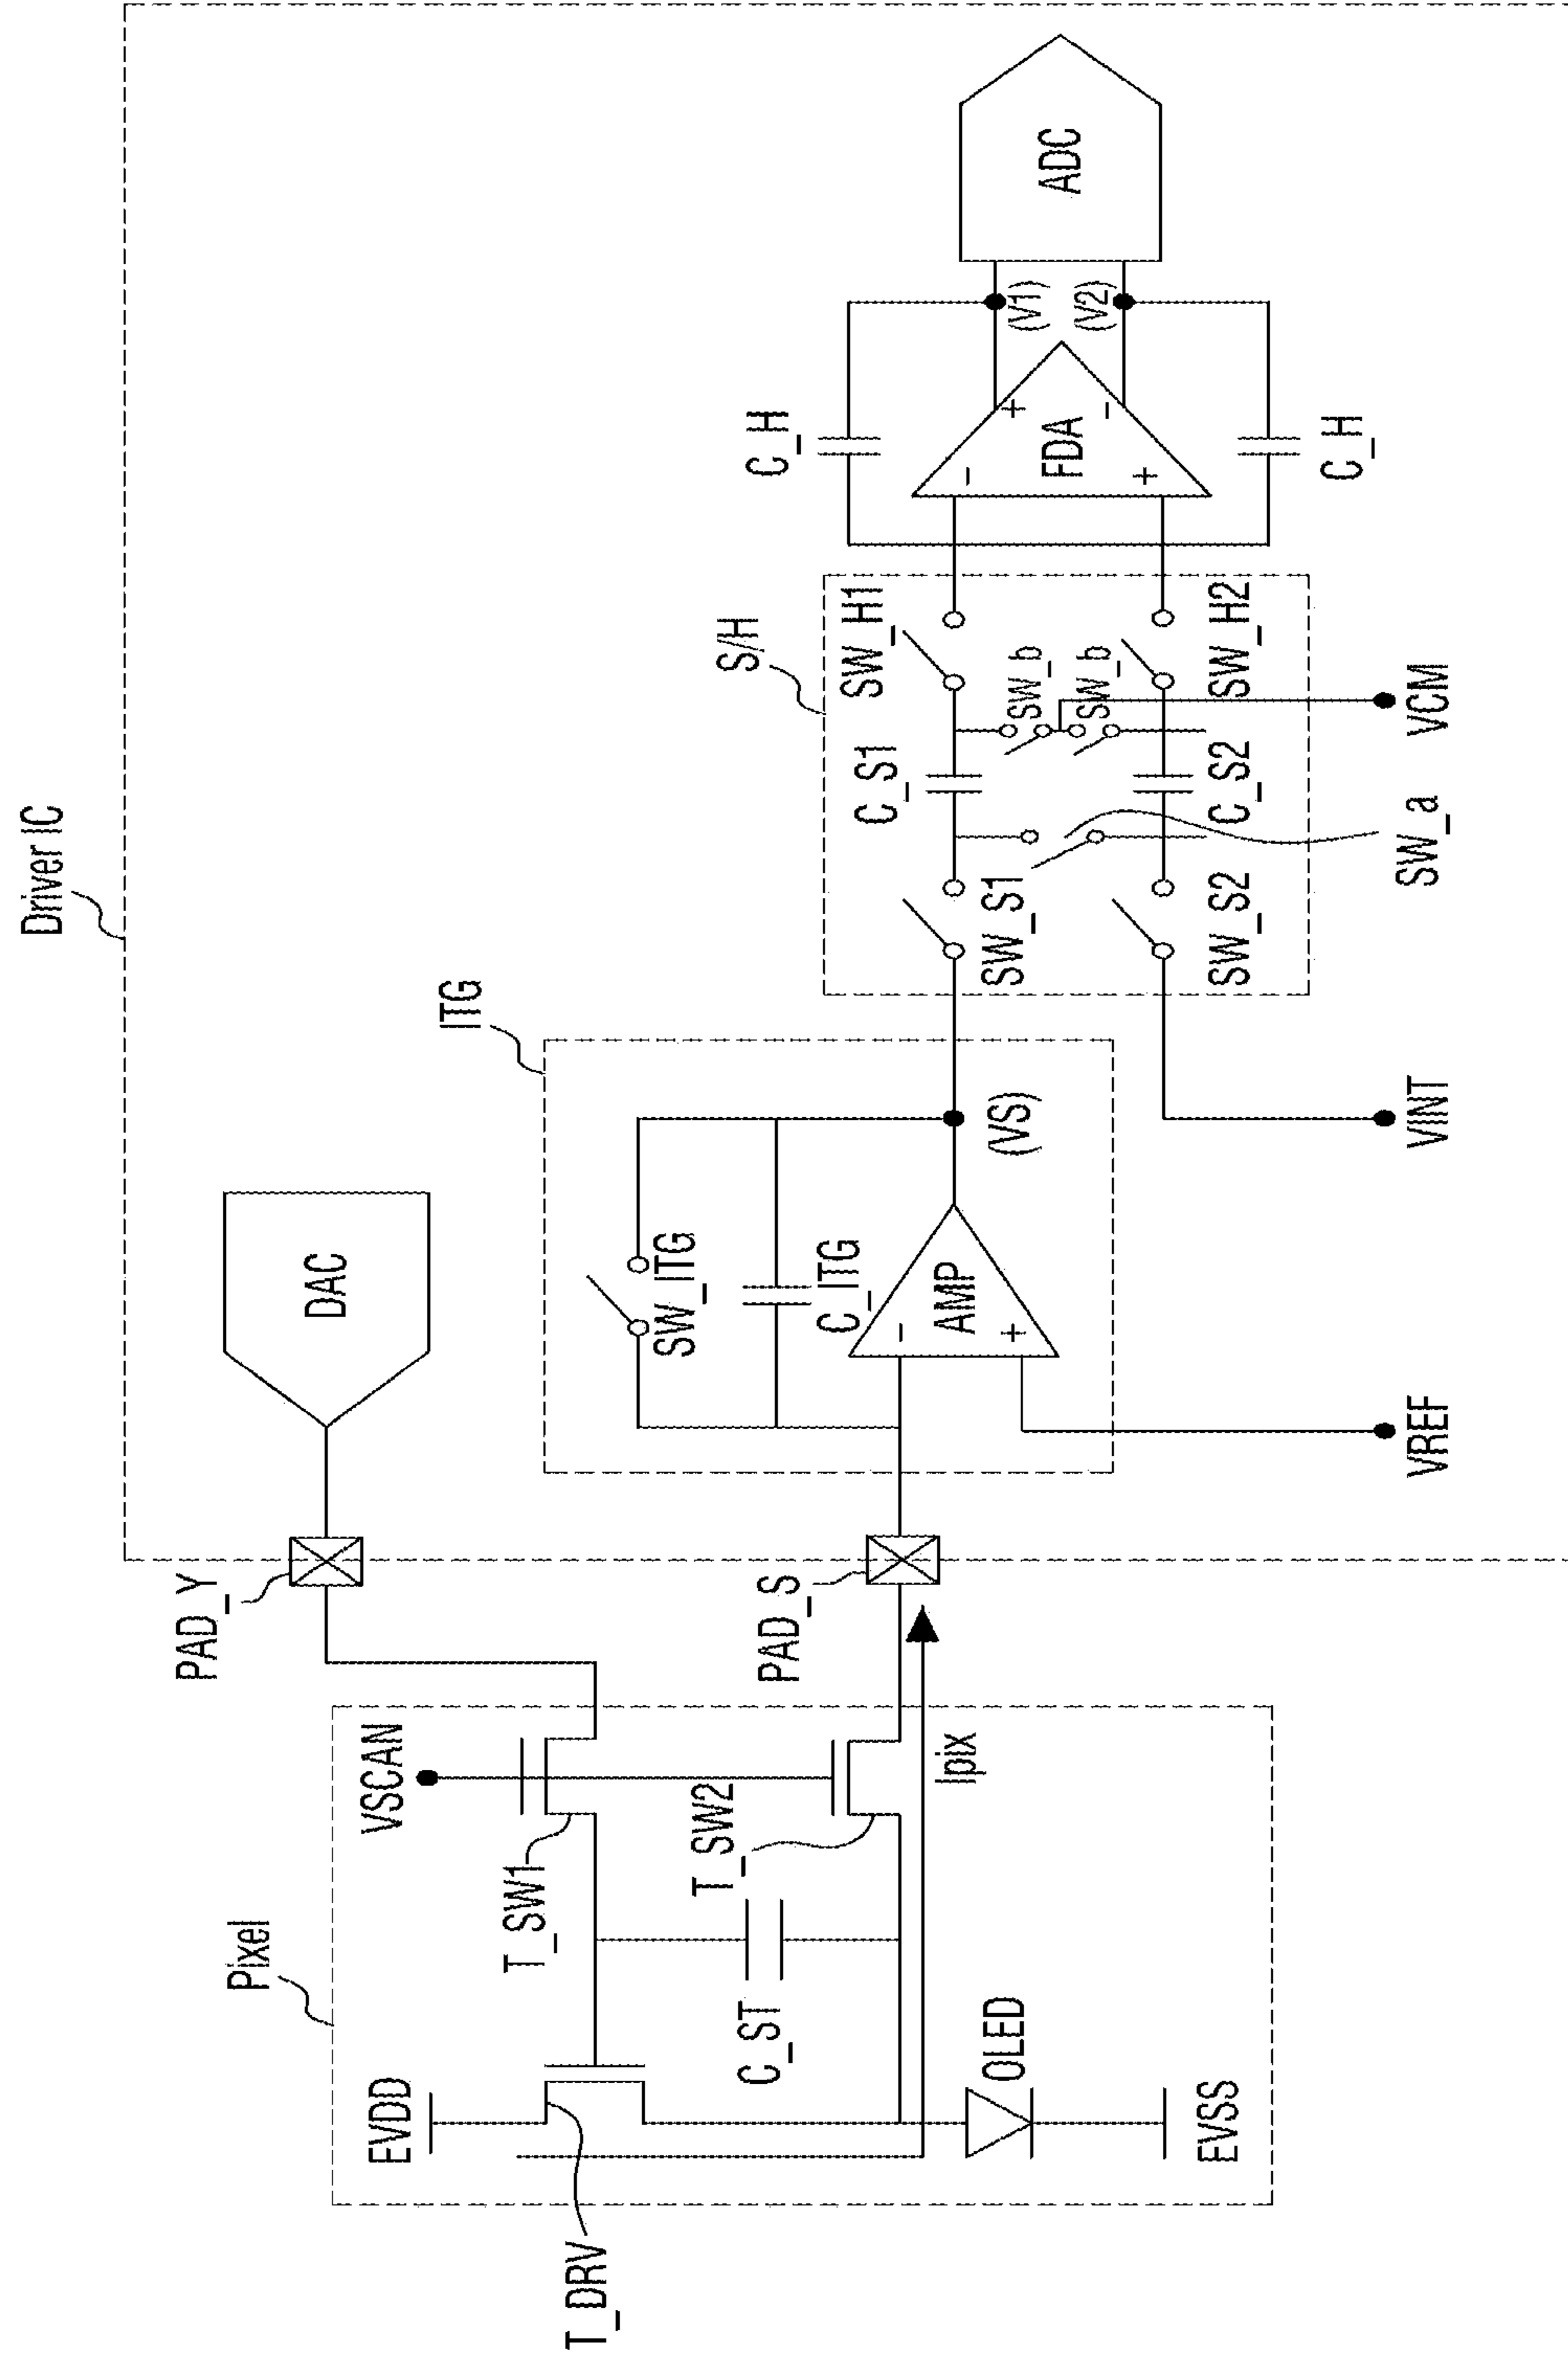 Driver IC
Pixel
EVDD
VSCAN
PAD_Y
DAC
T_DRV
T_SW1
C_ST
T_SW2
Ipix
PAD_S
OLED
EVSS
ITG
SW_ITG
C_ITG
AMP
-
+
(VS)
VREF
VINT
S/H
SW_S1
C_S1
SW_H1
SW_b
SW_b
SW_S2
C_S2
SW_H2
SW_a
VCM
C_H
FDA
-
+
+
-
C_H
(V1)
(V2)
ADC